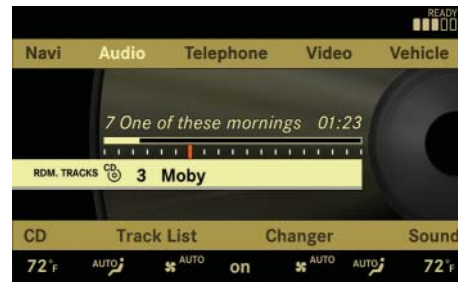 READY
Navi Audio Telephone Video Vehicle
7 One of these mornings 01:23
RDM. TRACKS CD 3 Moby
CD Track List Changer Sound
72°F AUTO AUTO on AUTO AUTO 72°F